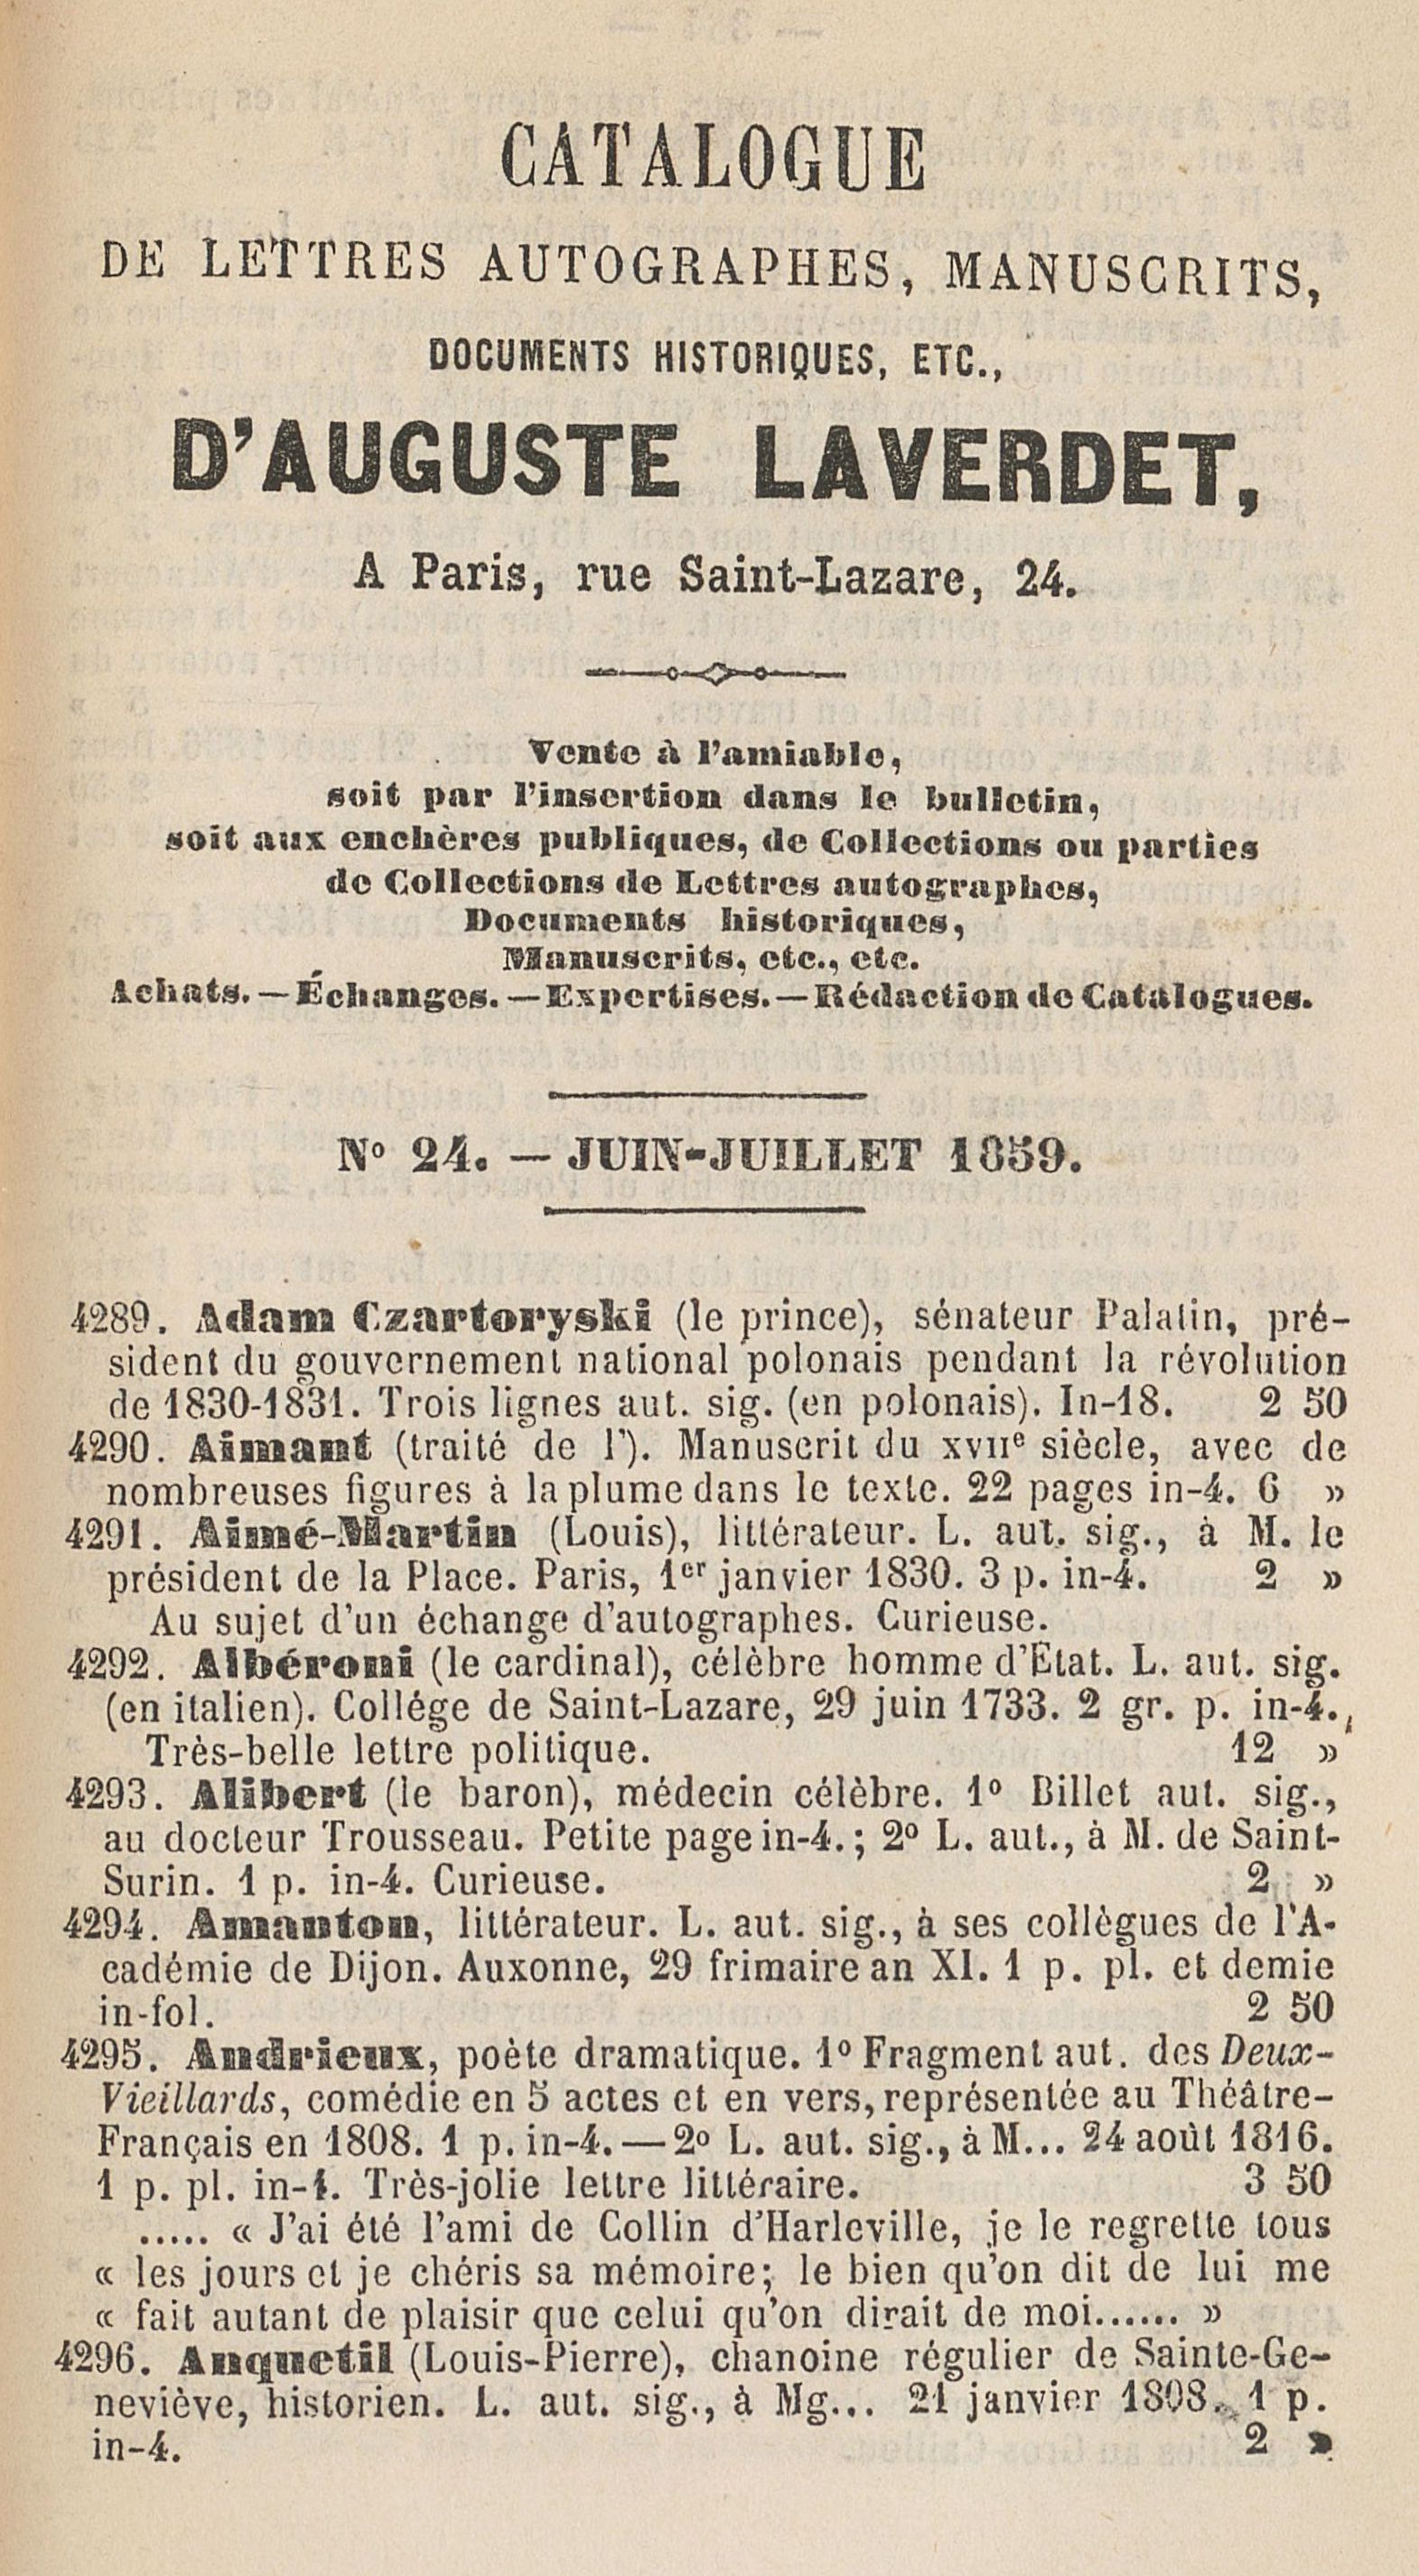 CATALOGUE
DE LETTRES AUTOGRAPHES, MANUSCRITS,
DOCUMENTS HISTORIQUES, ETC.,
D'AUGUSTE LAVERDET,
A Paris, rue Saint-Lazare, 24.
Vente à l'amiable,
soit par l'insertion dans le bulletin,
soit aux enchères publiques, de Collections ou parties
de Collections de Lettres autographes,
Documents historiques,
Manuscrits, etc., etc.
Achats. — Échanges. — Expertises. — Rédaction de Catalogues.
Nº 24. — JUIN-JUILLET 1859.
4289. Adam Czartoryski (le prince), sénateur Palatin, pré-
sident du gouvernement national polonais pendant la révolution
de 1830-1831. Trois lignes aut. sig. (en polonais). In-18. 2 50
4290. Aimant (traité de l'). Manuscrit du XVIIe siècle, avec de
nombreuses figures à la plume dans le texte. 22 pages in-4. 6 »
4291. Aimé-Martin (Louis), littérateur. L. aut. sig., à M. le
président de la Place. Paris, 1er janvier 1830. 3 p. in-4. 2 »
Au sujet d'un échange d'autographes. Curieuse.
4292. Albéroni (le cardinal), célèbre homme d'Etat. L. aut. sig.
(en italien). Collége de Saint-Lazare, 29 juin 1733. 2 gr. p. in-4.
Très-belle lettre politique. 12 »
4293. Alibert (le baron), médecin célèbre. 1º Billet aut. sig.,
au docteur Trousseau. Petite page in-4.; 2º L. aut., à M. de Saint-
Surin. 1 p. in-4. Curieuse. 2 »
4294. Amanton, littérateur. L. aut. sig., à ses collègues de l'A-
cadémie de Dijon. Auxonne, 29 frimaire an XI. 1 p. pl. et demie
in-fol. 2 50
4295. Andrieux, poète dramatique. 1º Fragment aut. des Deux-
Vieillards, comédie en 5 actes et en vers, représentée au Théâtre-
Français en 1808. 1 p. in-4. — 2º L. aut. sig., à M... 24 août 1816.
1 p. pl. in-4. Très-jolie lettre littéraire. 3 50
..... « J'ai été l'ami de Collin d'Harleville, je le regrette tous
« les jours et je chéris sa mémoire; le bien qu'on dit de lui me
« fait autant de plaisir que celui qu'on dirait de moi...... »
4296. Anquetil (Louis-Pierre), chanoine régulier de Sainte-Ge-
neviève, historien. L. aut. sig., à Mg... 21 janvier 1808. 1 p.
in-4. 2 »